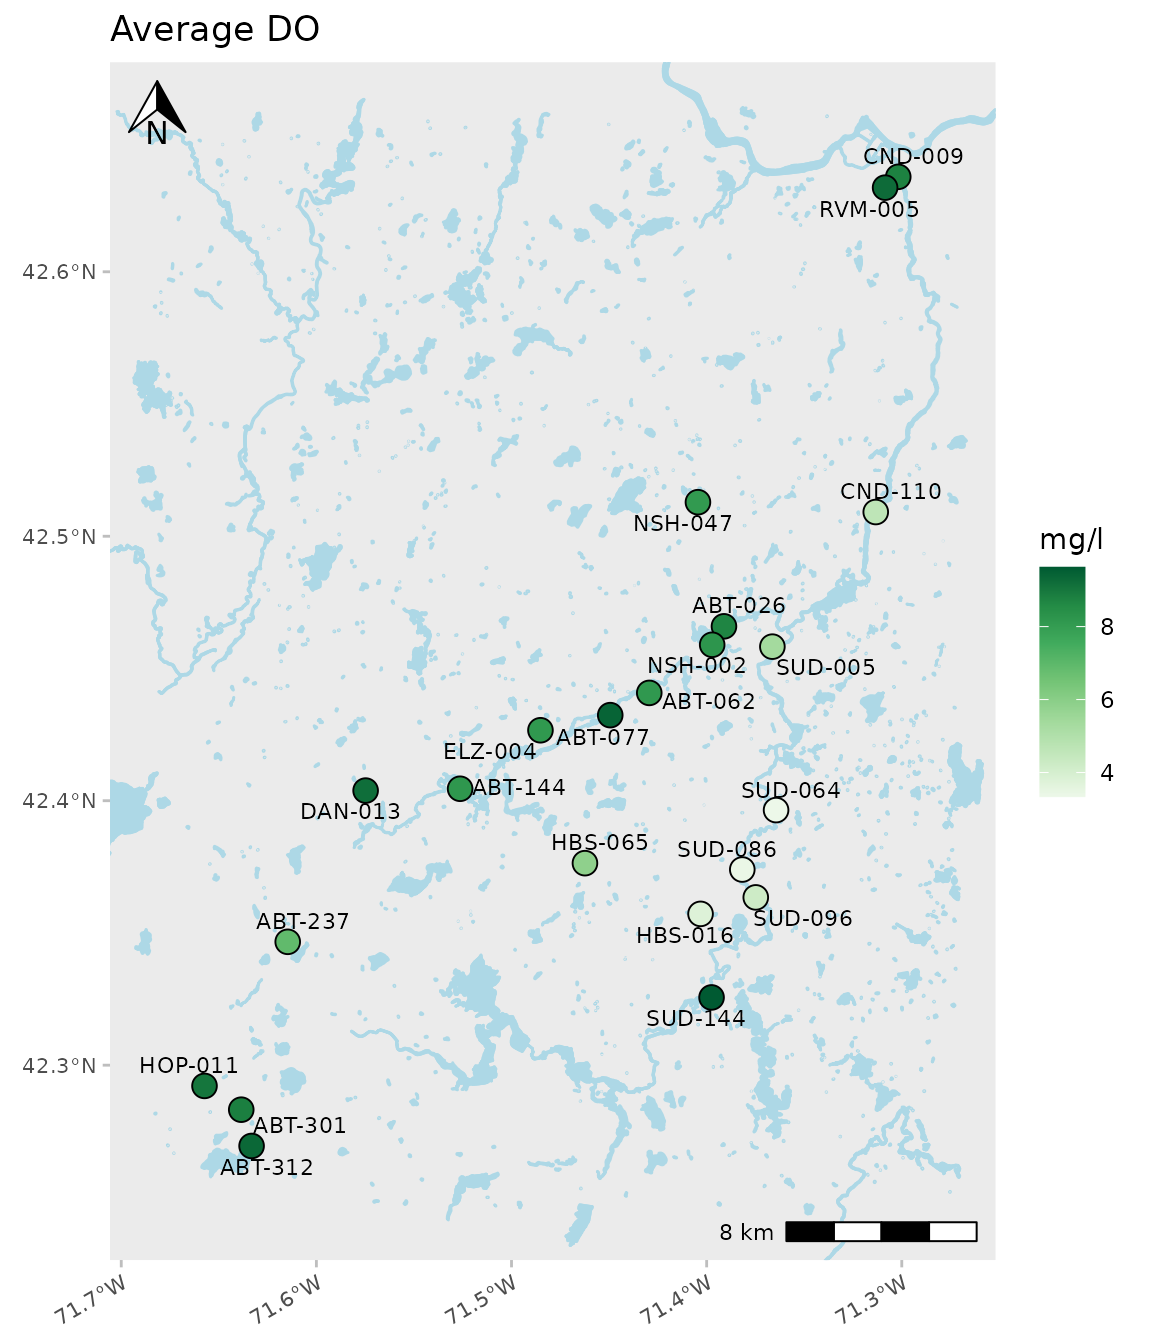 Average DO
N
CND-009
RVM-005
42.6°N
CND-110
42.5°N
NSH-047
mg/l
ABT-026
8
NSH-002
SUD-005
ABT-062
6
ABT-077
ELZ-004
4
ABT-144
SUD-064
42.4°N
DAN-013
HBS-065
SUD-086
SUD-096
ABT-237
HBS-016
SUD-144
HOP-011
42.3°N
ABT-301
ABT-312
8 km
71.7°W
71.6°W
71.5°W
71.4°W
71.3°W